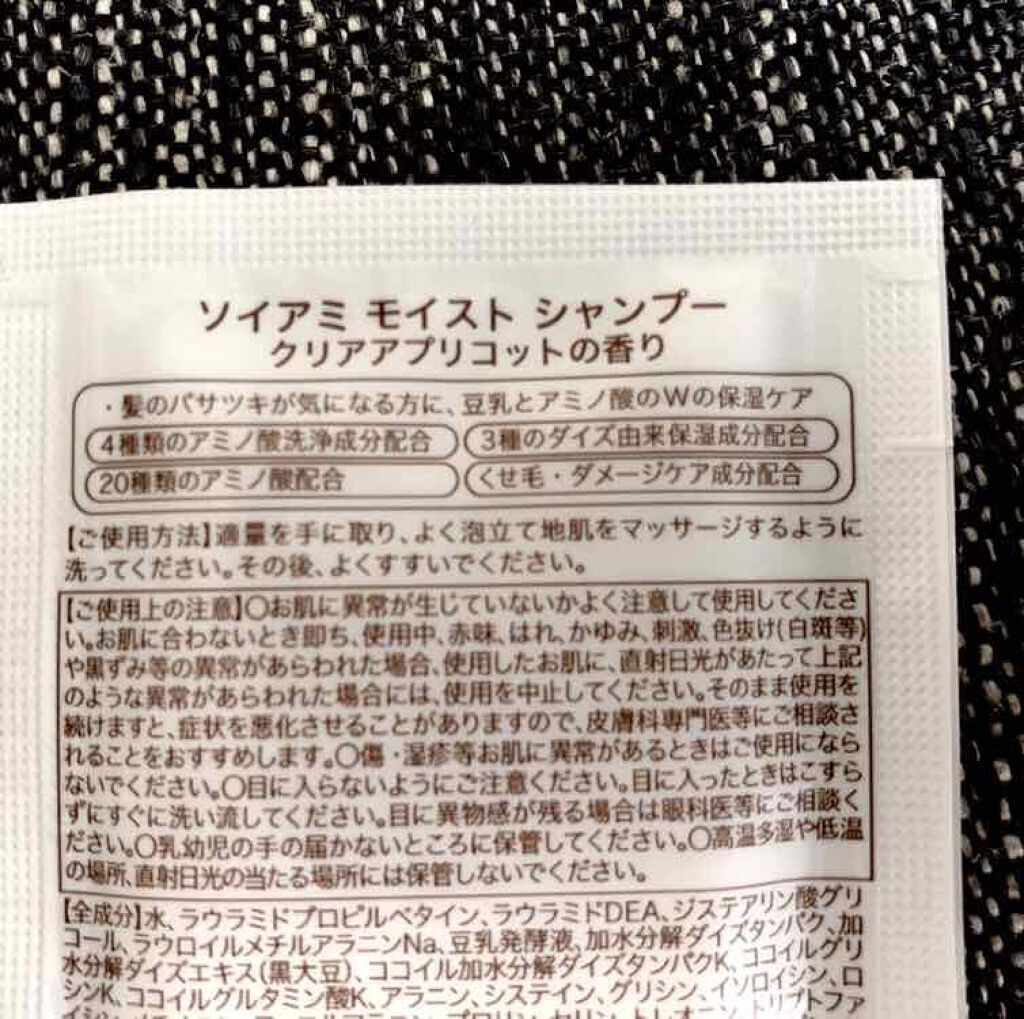 ソイアミ モイスト シャンプー
クリアアプリコットの香り
・髪のパサツキが気になる方に、豆乳とアミノ酸のWの保湿ケア
4種類のアミノ酸洗浄成分配合 3種のダイズ由来保湿成分配合
20種類のアミノ酸配合 くせ毛・ダメージケア成分配合
【ご使用方法】適量を手に取り、よく泡立て地肌をマッサージするように
洗ってください。その後、よくすすいでください。
【ご使用上の注意】〇お肌に異常が生じていないかよく注意して使用してくださ
い。お肌に合わないとき即ち、使用中、赤味、はれ、かゆみ、刺激、色抜け(白斑等)
や黒ずみ等の異常があらわれた場合、使用したお肌に、直射日光があたって上記
のような異常があらわれた場合には、使用を中止してください。そのまま使用を
続けますと、症状を悪化させることがありますので、皮膚科専門医等にご相談さ
れることをおすすめします。〇傷・湿疹等お肌に異常があるときはご使用になら
ないでください。〇目に入らないようにご注意ください。目に入ったときはこすら
ずにすぐに洗い流してください。目に異物感が残る場合は眼科医等にご相談く
ださい。〇乳幼児の手の届かないところに保管してください。〇高温多湿や低温
の場所、直射日光の当たる場所には保管しないでください。
【全成分】水、ラウラミドプロピルベタイン、ラウラミドDEA、ジステアリン酸グリ
コール、ラウロイルメチルアラニンNa、豆乳発酵液、加水分解ダイズタンパク、加
水分解ダイズエキス(黒大豆)、ココイル加水分解ダイズタンパクK、ココイルグリ
シンK、ココイルグルタミン酸K、アラニン、システイン、グリシン、イソロイシン、ロ
イシン、プロリン、セリン、トレオニン、トリプトファ